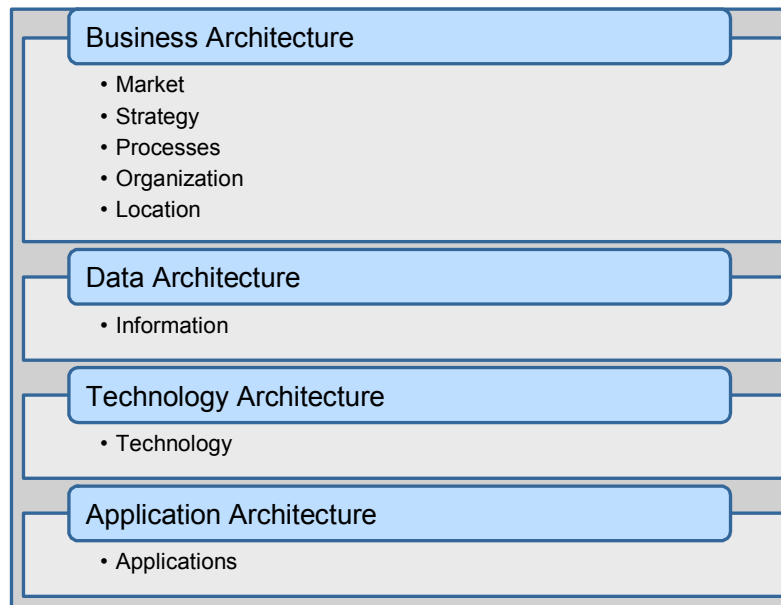 Business Architecture
• Market
• Strategy
• Processes
• Organization
• Location
Data Architecture
• Information
Technology Architecture
• Technology
Application Architecture
• Applications